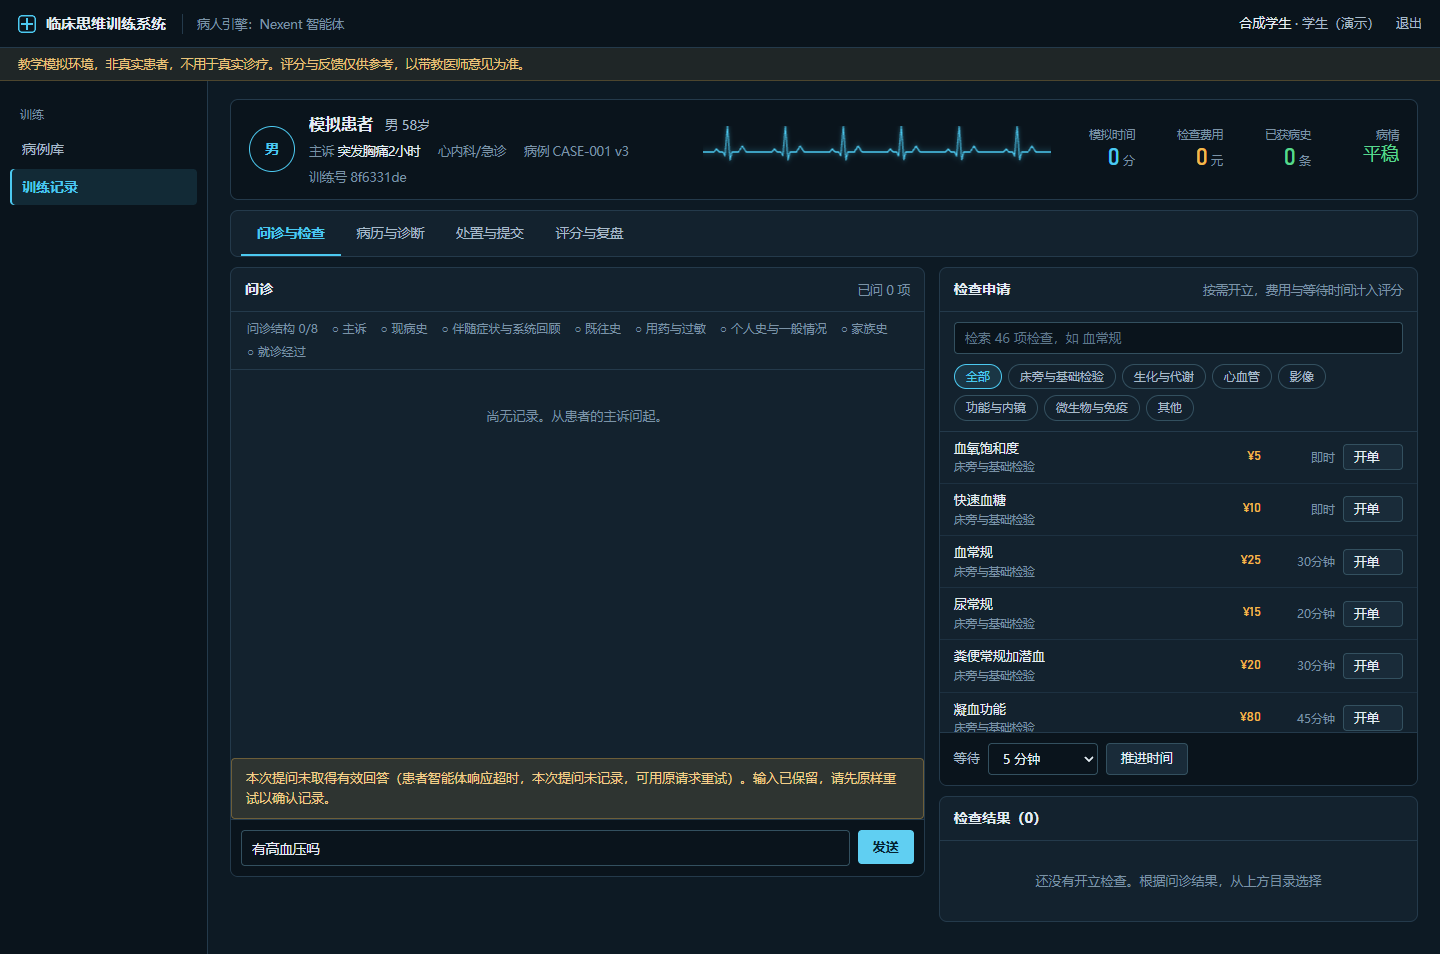 临床思维训练系统 病人引擎：Nexent 智能体 合成学生 · 学生（演示） 退出
教学模拟环境，非真实患者，不用于真实诊疗。评分与反馈仅供参考，以带教医师意见为准。
训练
病例库
训练记录
男
模拟患者 男 58岁
主诉 突发胸痛2小时 心内科/急诊 病例 CASE-001 v3
训练号 8f6331de
模拟时间
0 分
检查费用
0 元
已获病史
0 条
病情
平稳
问诊与检查 病历与诊断 处置与提交 评分与复盘
问诊 已问 0 项
问诊结构 0/8 ○ 主诉 ○ 现病史 ○ 伴随症状与系统回顾 ○ 既往史 ○ 用药与过敏 ○ 个人史与一般情况 ○ 家族史
○ 就诊经过
尚无记录。从患者的主诉问起。
本次提问未取得有效回答（患者智能体响应超时，本次提问未记录，可用原请求重试）。输入已保留，请先原样重
试以确认记录。
有高血压吗 发送
检查申请 按需开立，费用与等待时间计入评分
检索 46 项检查，如 血常规
全部 床旁与基础检验 生化与代谢 心血管 影像
功能与内镜 微生物与免疫 其他
血氧饱和度
床旁与基础检验
¥5 即时 开单
快速血糖
床旁与基础检验
¥10 即时 开单
血常规
床旁与基础检验
¥25 30分钟 开单
尿常规
床旁与基础检验
¥15 20分钟 开单
粪便常规加潜血
床旁与基础检验
¥20 30分钟 开单
凝血功能
床旁与基础检验
¥80 45分钟 开单
等待 5 分钟 推进时间
检查结果（0）
还没有开立检查。根据问诊结果，从上方目录选择